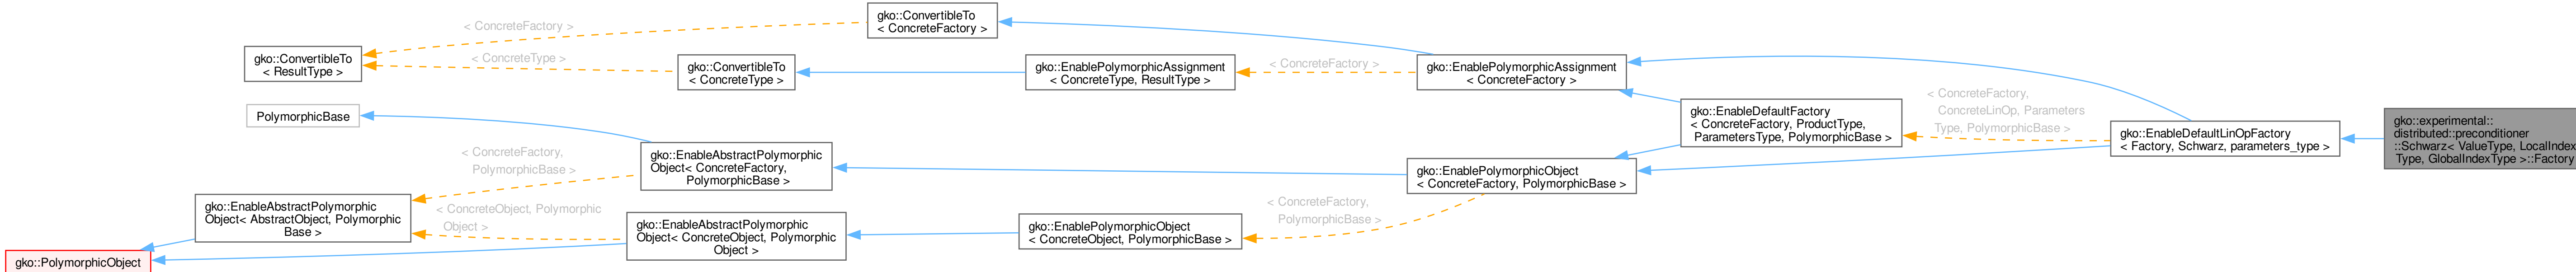 gko::ConvertibleTo
< ConcreteFactory >
< ConcreteFactory >
gko::ConvertibleTo
< ResultType >
< ConcreteType >
gko::ConvertibleTo
< ConcreteType >
gko::EnablePolymorphicAssignment
< ConcreteType, ResultType >
< ConcreteFactory >
gko::EnablePolymorphicAssignment
< ConcreteFactory >
PolymorphicBase
gko::EnableDefaultFactory
< ConcreteFactory, ProductType,
ParametersType, PolymorphicBase >
< ConcreteFactory,
ConcreteLinOp, Parameters
Type, PolymorphicBase >
gko::EnableDefaultLinOpFactory
< Factory, Schwarz, parameters_type >
gko::experimental::
distributed::preconditioner
::Schwarz< ValueType, LocalIndex
Type, GlobalIndexType >::Factory
< ConcreteFactory,
PolymorphicBase >
gko::EnableAbstractPolymorphic
Object< ConcreteFactory,
PolymorphicBase >
gko::EnablePolymorphicObject
< ConcreteFactory, PolymorphicBase >
gko::EnableAbstractPolymorphic
Object< AbstractObject, Polymorphic
Base >
< ConcreteObject, Polymorphic
Object >
gko::EnableAbstractPolymorphic
Object< ConcreteObject, Polymorphic
Object >
gko::EnablePolymorphicObject
< ConcreteObject, PolymorphicBase >
< ConcreteFactory,
PolymorphicBase >
gko::PolymorphicObject